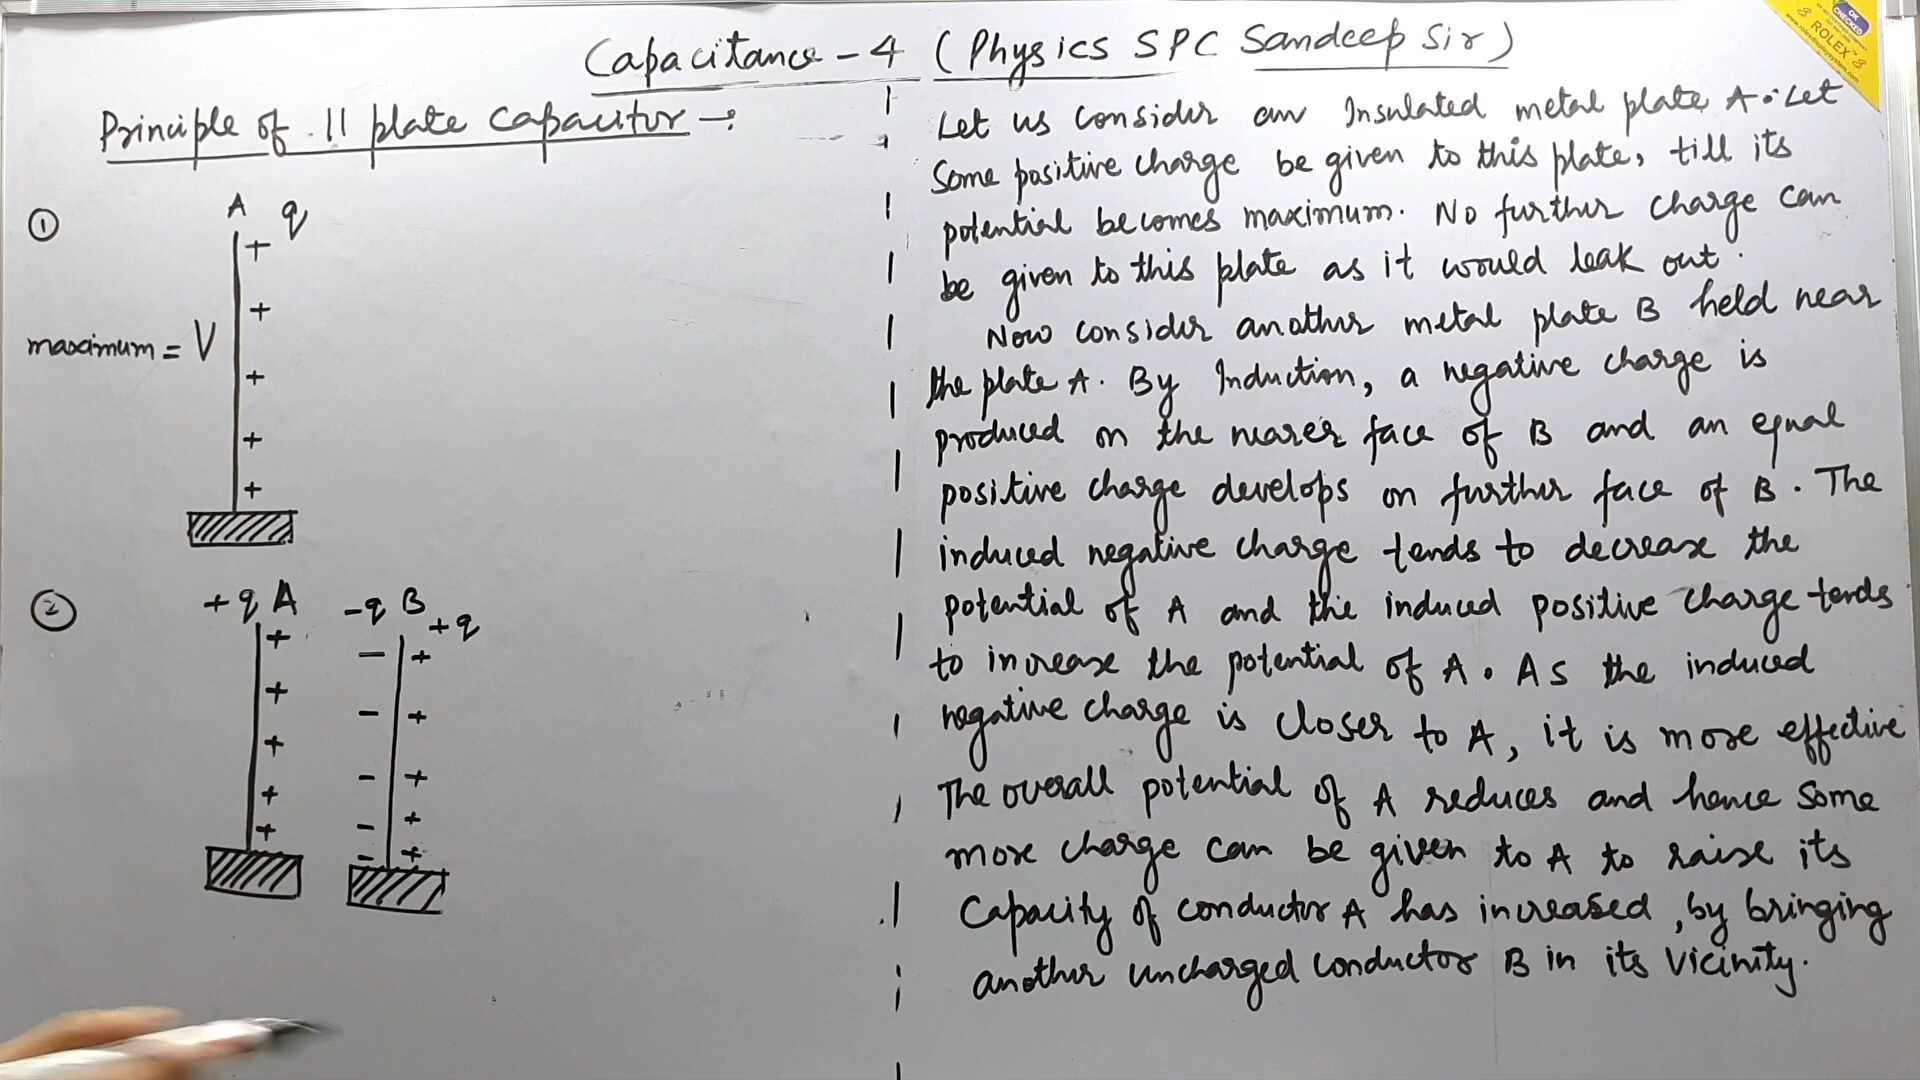 Capacitance - 4 (Physics SPC Sandeep Sir)
Principle of || plate capacitor →:
① A q
+
+
maximum = V
+
+
+
② +q A -q B +q
+ - +
+ - +
+ - +
+ - +
+ - +
Let us consider an Insulated metal plate A. Let
Some positive charge be given to this plate, till its
potential becomes maximum. No further charge can
be given to this plate as it would leak out.
Now consider another metal plate B held near
the plate A. By Induction, a negative charge is
produced on the nearer face of B and an equal
positive charge develops on further face of B. The
induced negative charge tends to decrease the
potential of A and the induced positive charge tends
to increase the potential of A. As the induced
negative charge is closer to A, it is more effective
The overall potential of A reduces and hence some
more charge can be given to A to raise its
Capacity of conductor A has increased, by bringing
another uncharged conductor B in its vicinity.
OK
CHECKED
ROLEX